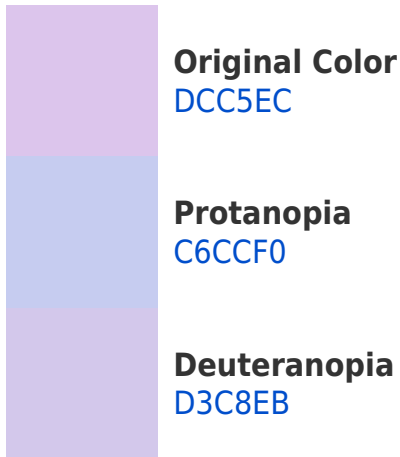 Original Color
DCC5EC
Protanopia
C6CCF0
Deuteranopia
D3C8EB